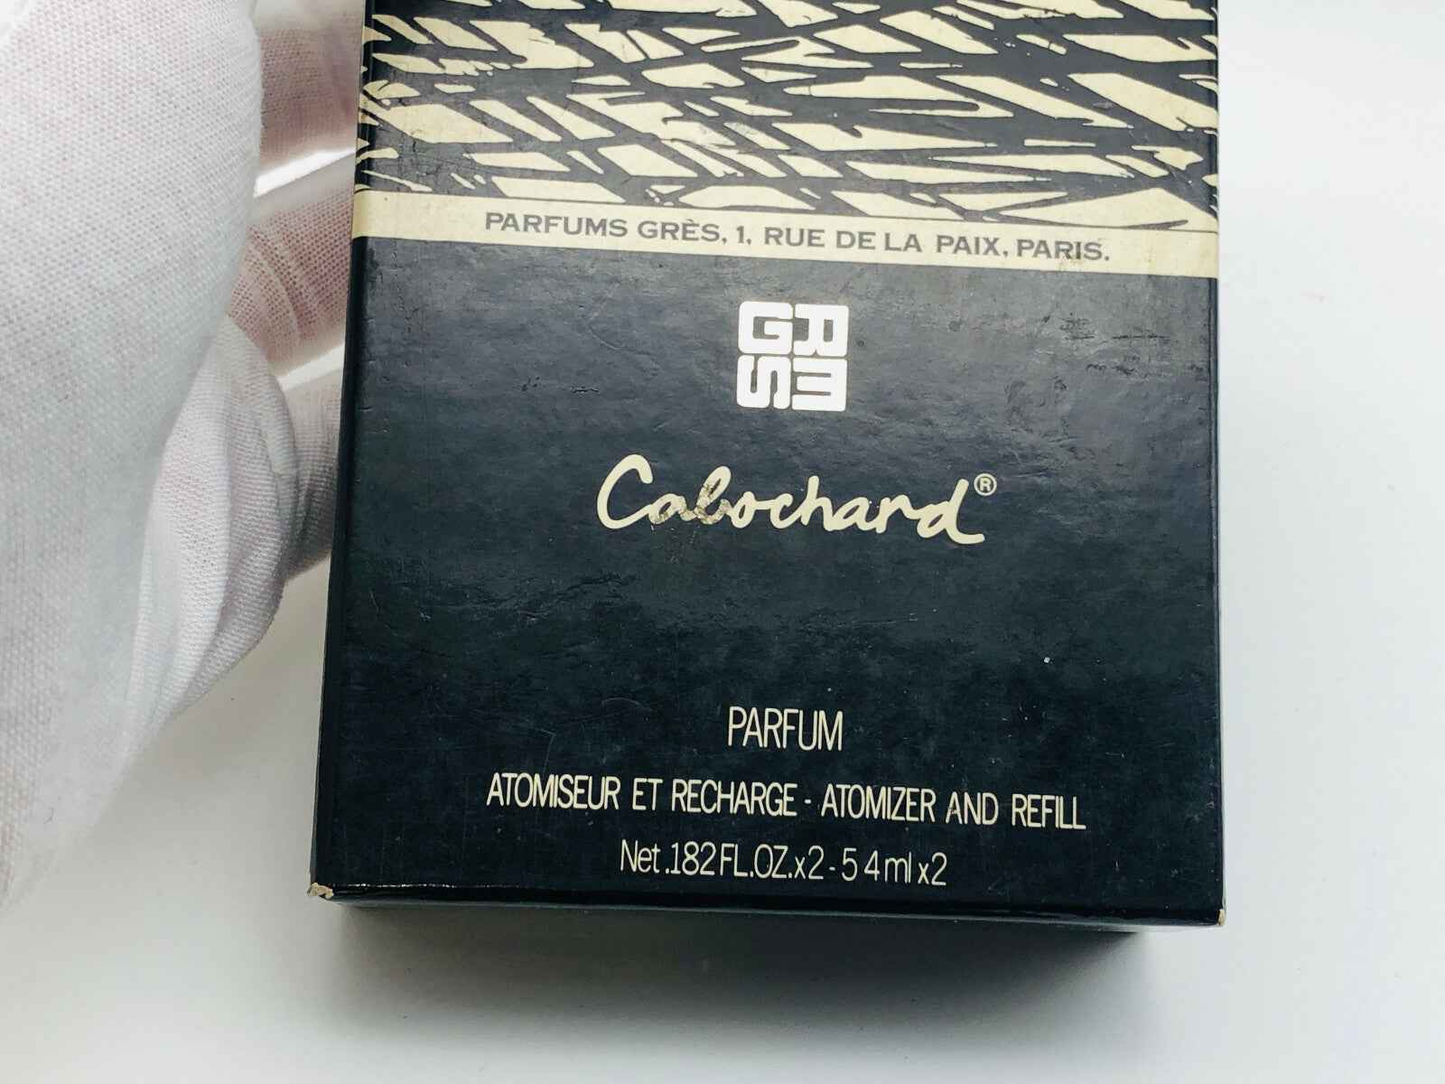 PARFUMS GRÈS, 1, RUE DE LA PAIX, PARIS.
GRES
Cabochard®
PARFUM
ATOMISEUR ET RECHARGE - ATOMIZER AND REFILL
Net .182 FL.OZ.x2 - 5 4 ml x2